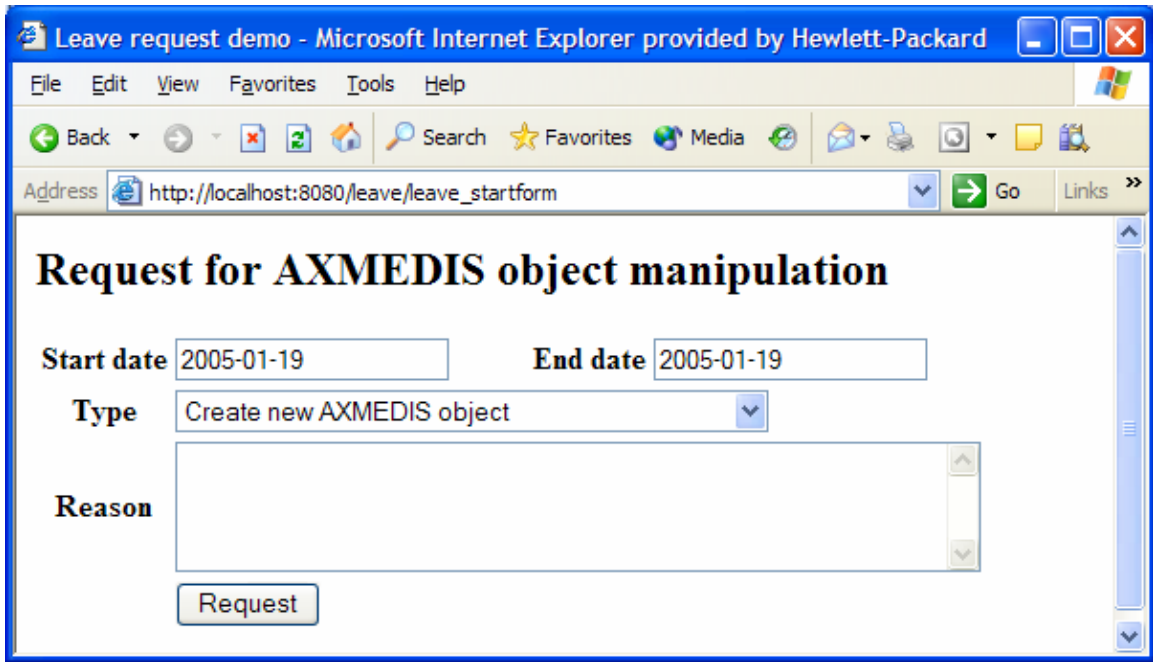 Leave request demo - Microsoft Internet Explorer provided by Hewlett-Packard
File Edit View Favorites Tools Help
Back Search Favorites Media
Address http://localhost:8080/leave/leave_startform Go Links »
Request for AXMEDIS object manipulation
Start date 2005-01-19 End date 2005-01-19
Type Create new AXMEDIS object
Reason
Request